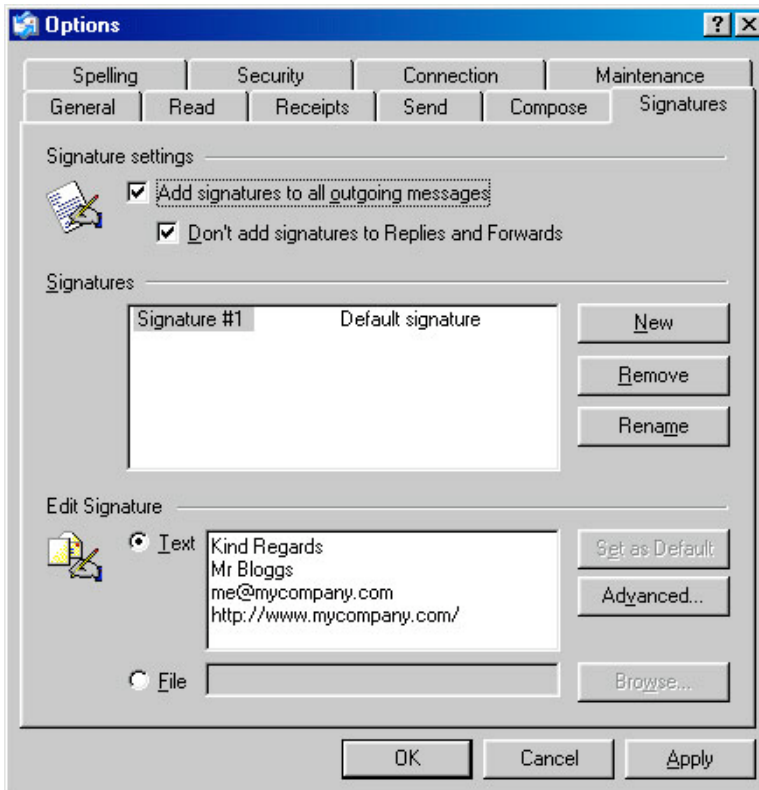 Options
Spelling Security Connection Maintenance
General Read Receipts Send Compose Signatures
Signature settings
Add signatures to all outgoing messages
Don't add signatures to Replies and Forwards
Signatures
Signature #1 Default signature
New
Remove
Rename
Edit Signature
Text
Kind Regards
Mr Bloggs
me@mycompany.com
http://www.mycompany.com/
Set as Default
Advanced...
File
Browse...
OK Cancel Apply